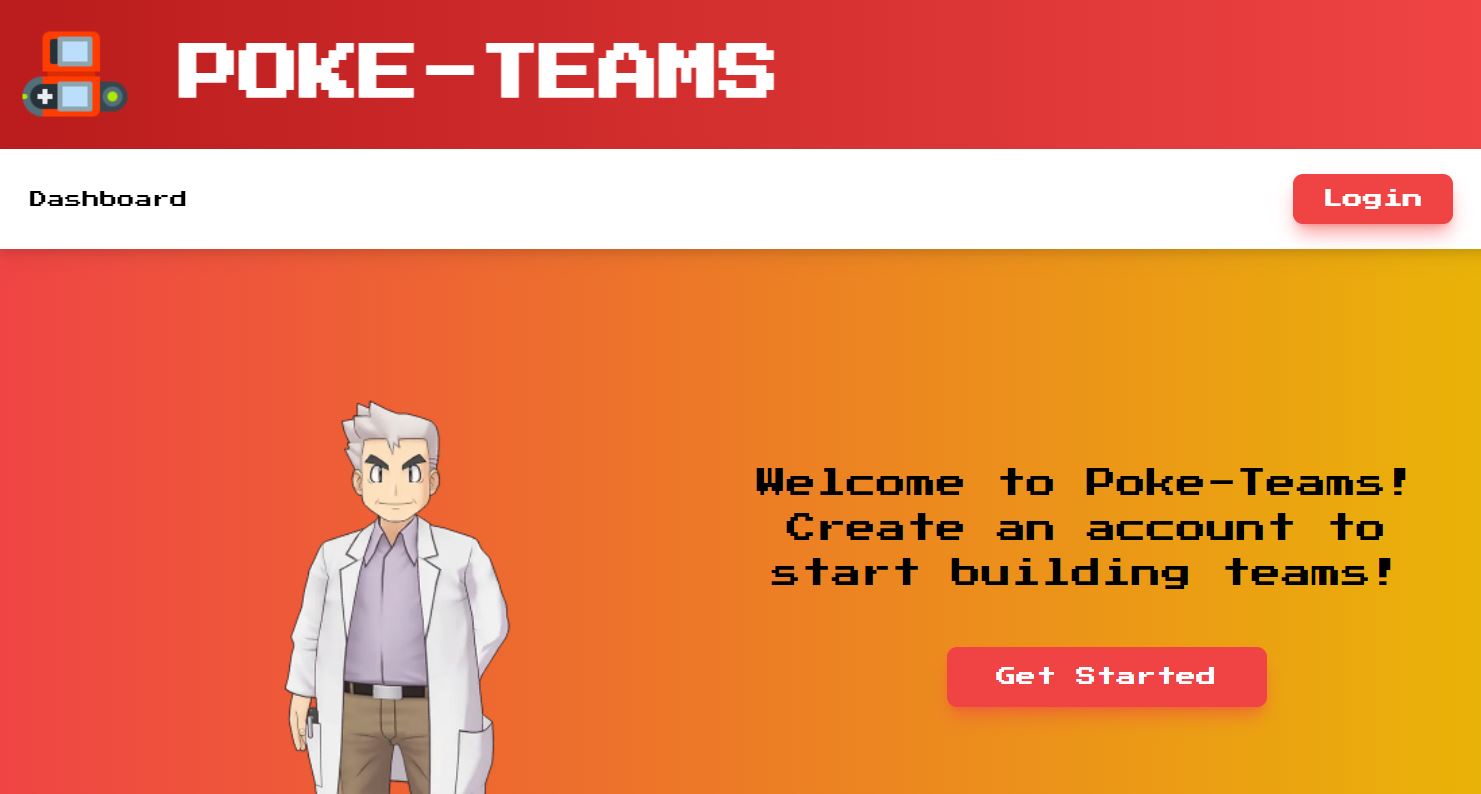 POKE-TEAMS
Dashboard
Login
Welcome to Poke-Teams!
Create an account to
start building teams!
Get Started